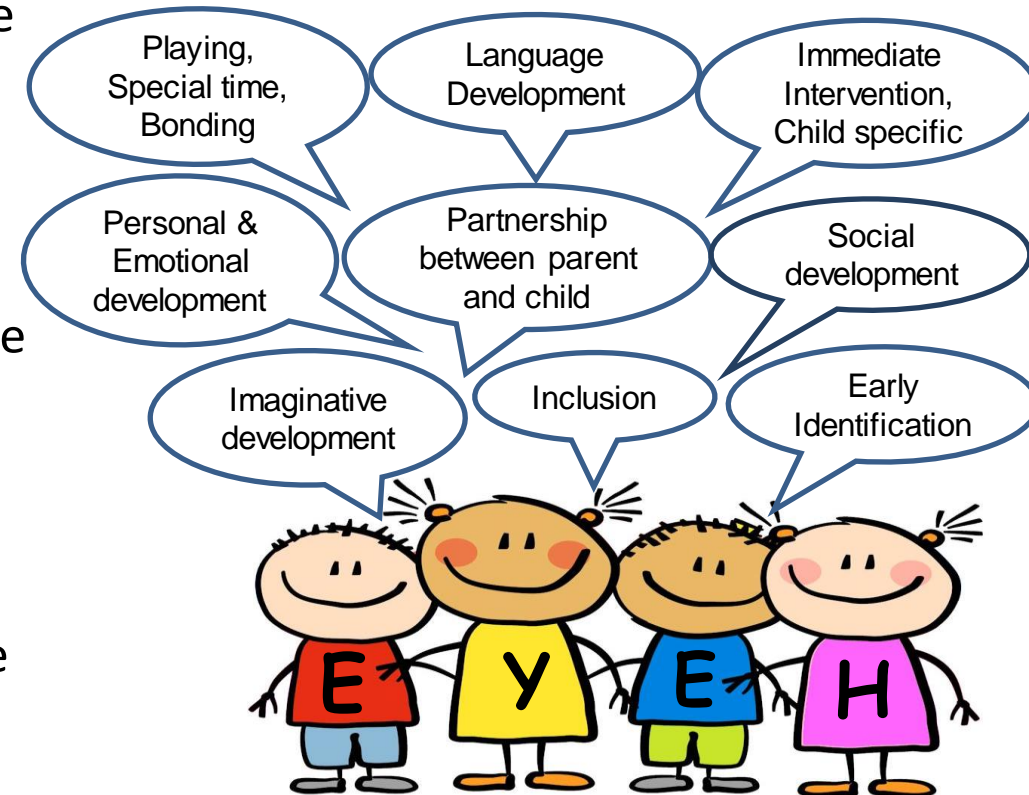 e
Playing,
Special time,
Bonding
Language
Development
Immediate
Intervention,
Child specific
Personal &
Emotional
development
Partnership
between parent
and child
Social
development
e
Imaginative
development
Inclusion
Early
Identification
e
E Y E H